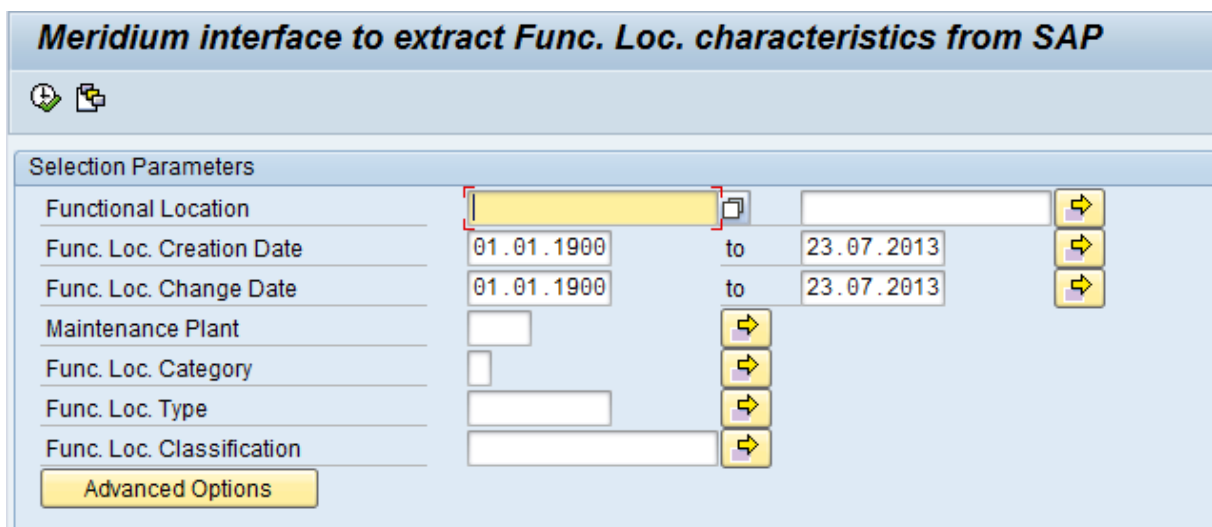 Meridium interface to extract Func. Loc. characteristics from SAP
Selection Parameters
Functional Location
Func. Loc. Creation Date 01.01.1900 to 23.07.2013
Func. Loc. Change Date 01.01.1900 to 23.07.2013
Maintenance Plant
Func. Loc. Category
Func. Loc. Type
Func. Loc. Classification
Advanced Options